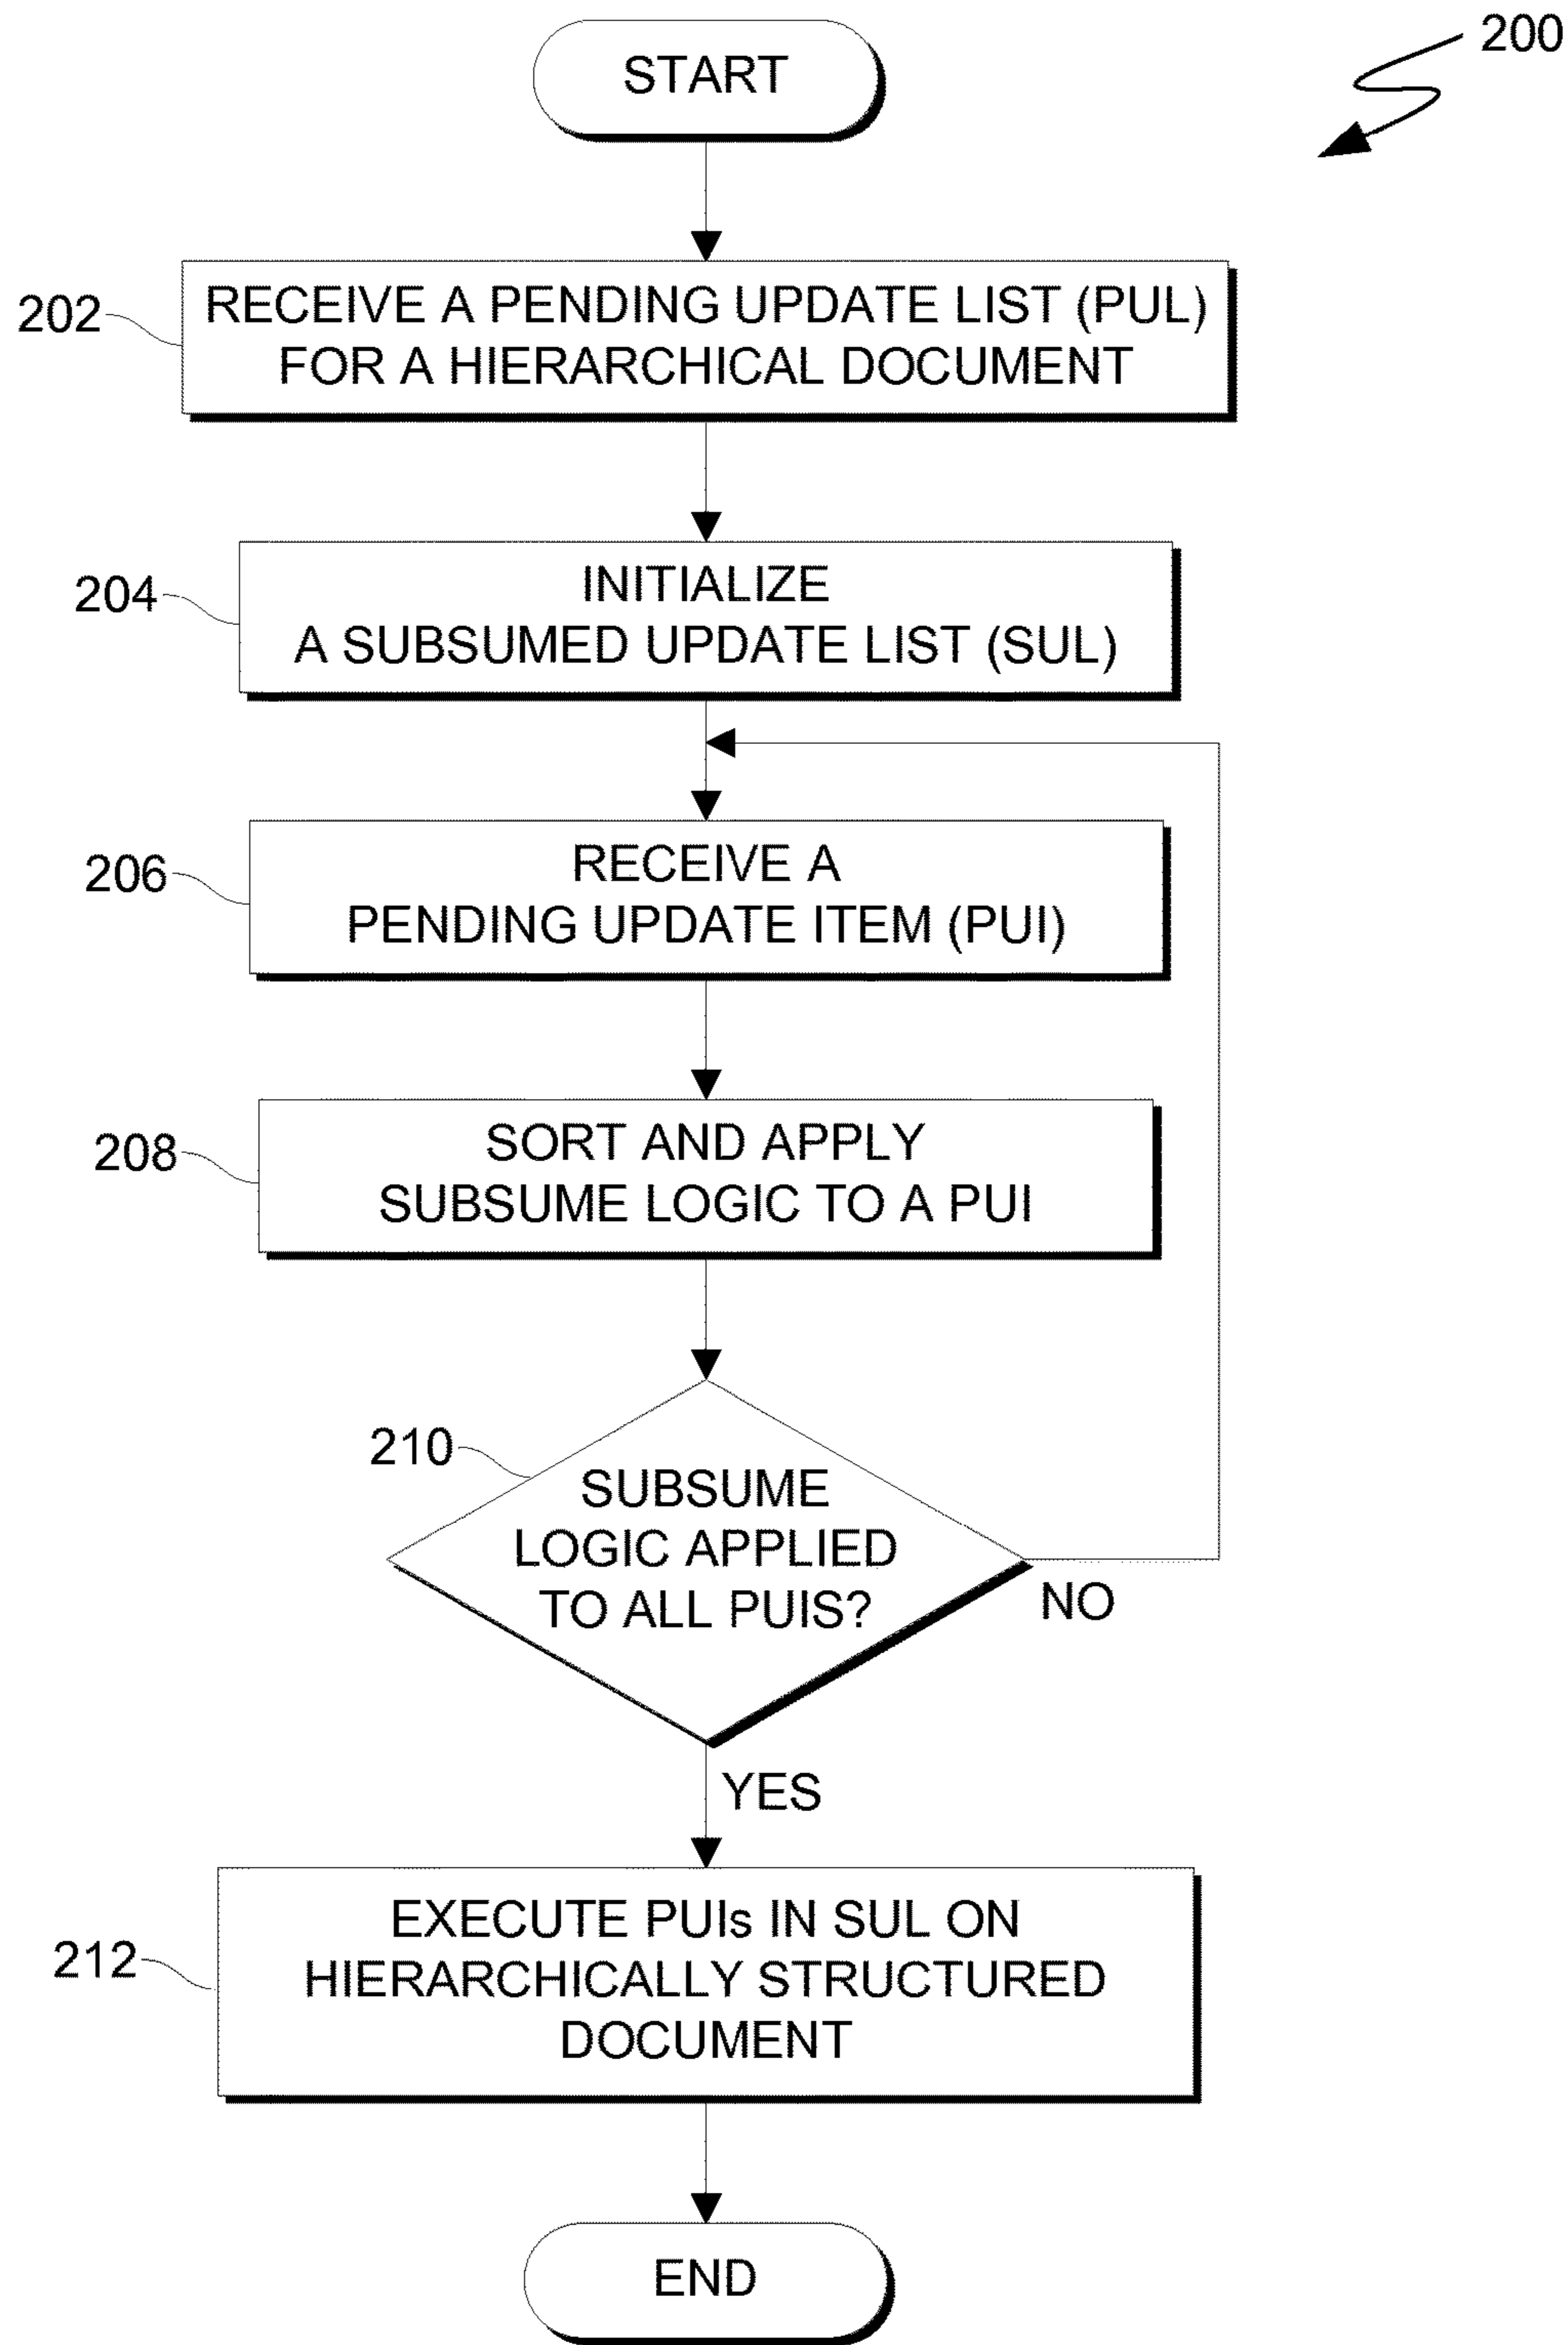 200
START
202
RECEIVE A PENDING UPDATE LIST (PUL)
FOR A HIERARCHICAL DOCUMENT
204
INITIALIZE
A SUBSUMED UPDATE LIST (SUL)
206
RECEIVE A
PENDING UPDATE ITEM (PUI)
208
SORT AND APPLY
SUBSUME LOGIC TO A PUI
210
SUBSUME
LOGIC APPLIED
TO ALL PUIS?
NO
YES
212
EXECUTE PUIs IN SUL ON
HIERARCHICALLY STRUCTURED
DOCUMENT
END